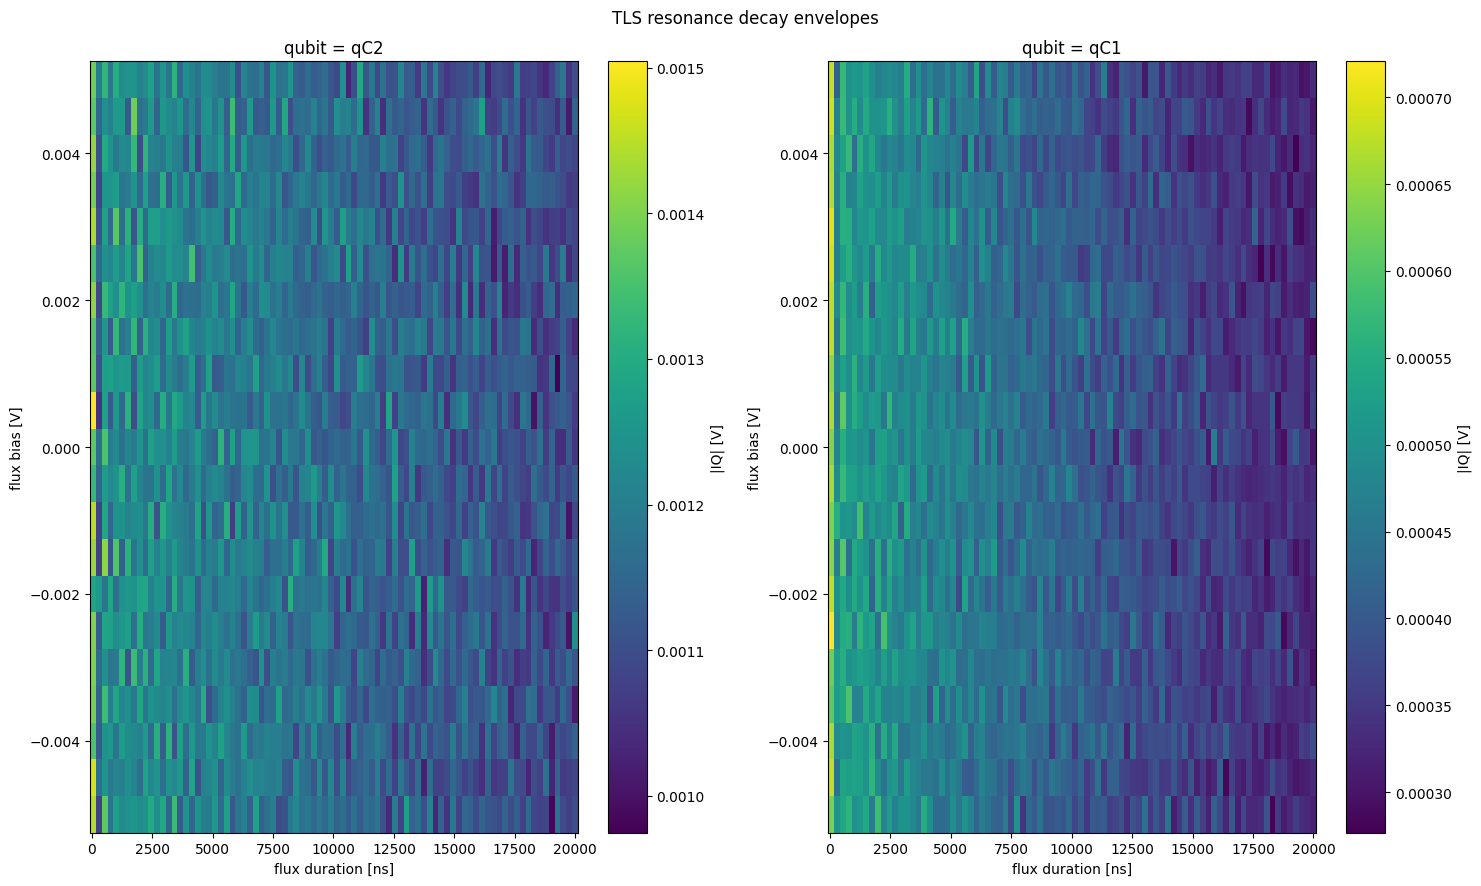 TLS resonance decay envelopes
qubit = qC2
flux bias [V]
0.004
0.002
0.000
−0.002
−0.004
0 2500 5000 7500 10000 12500 15000 17500 20000
flux duration [ns]
0.0015
0.0014
0.0013
0.0012
0.0011
0.0010
|IQ| [V]
qubit = qC1
flux bias [V]
0.004
0.002
0.000
−0.002
−0.004
0 2500 5000 7500 10000 12500 15000 17500 20000
flux duration [ns]
0.00070
0.00065
0.00060
0.00055
0.00050
0.00045
0.00040
0.00035
0.00030
|IQ| [V]